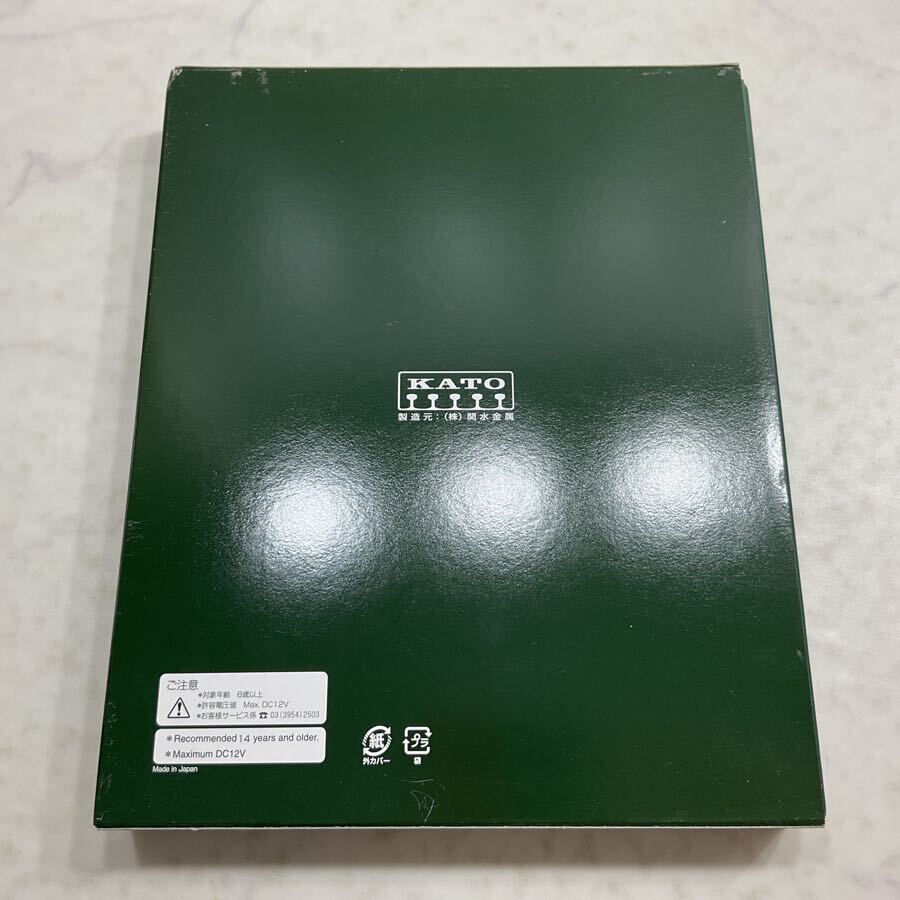 KATO
製造元：(株)関水金属
ご注意
*対象年齢 8歳以上
*許容電圧値 Max. DC12V
*お客様サービス係 ☎ 03(3954)2503
*Recommended 14 years and older.
*Maximum DC12V
Made in Japan
紙
外カバー
プラ
袋